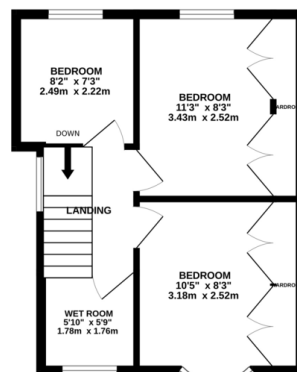 BEDROOM
8'2" x 7'3"
2.49m x 2.22m
BEDROOM
11'3" x 8'3"
3.43m x 2.52m
DOWN
LANDING
BEDROOM
10'5" x 8'3"
3.18m x 2.52m
WET ROOM
5'10" x 5'9"
1.78m x 1.76m